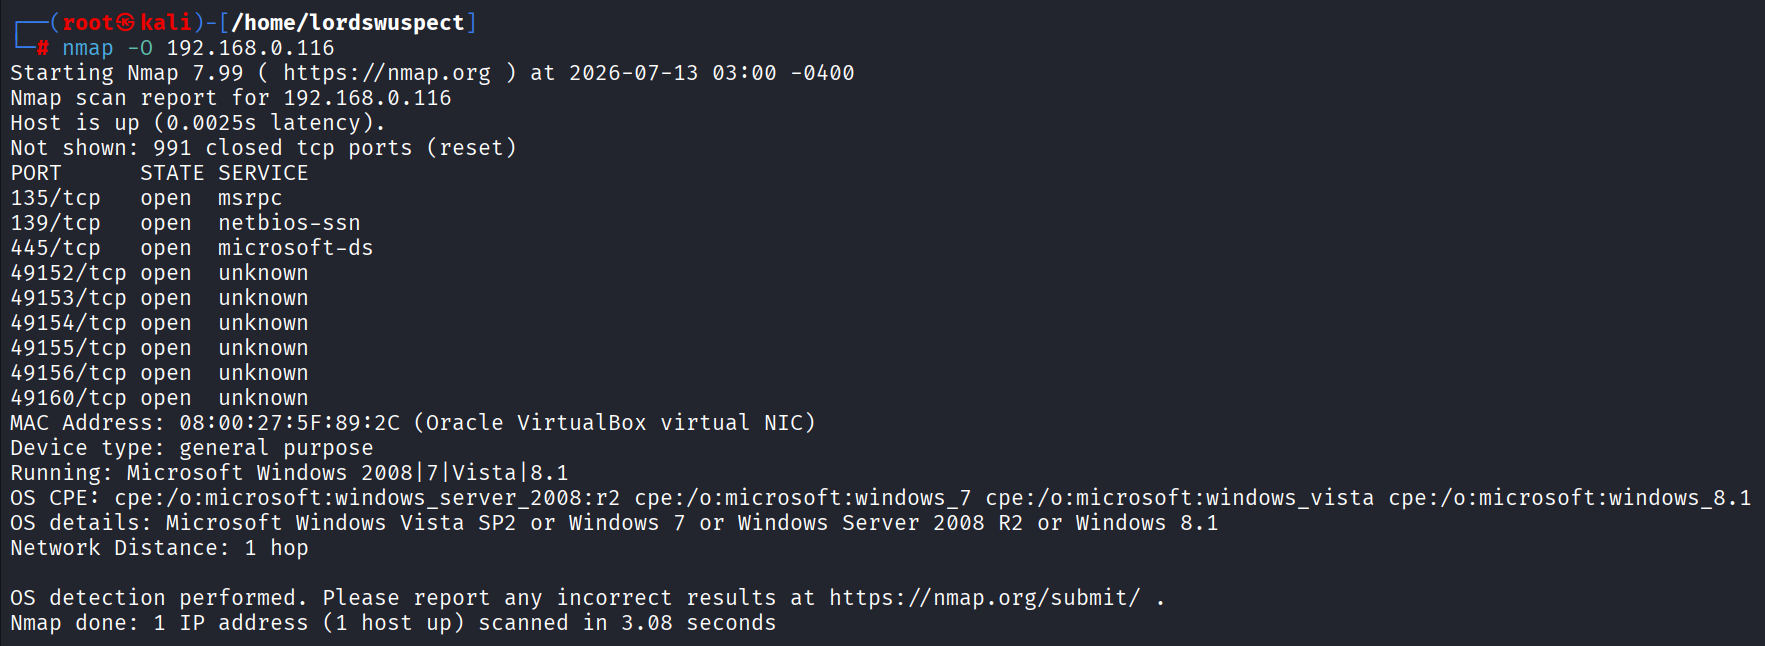 ┌──(root㉿kali)-[/home/lordswuspect]
└─# nmap -O 192.168.0.116
Starting Nmap 7.99 ( https://nmap.org ) at 2026-07-13 03:00 -0400
Nmap scan report for 192.168.0.116
Host is up (0.0025s latency).
Not shown: 991 closed tcp ports (reset)
PORT      STATE SERVICE
135/tcp   open  msrpc
139/tcp   open  netbios-ssn
445/tcp   open  microsoft-ds
49152/tcp open  unknown
49153/tcp open  unknown
49154/tcp open  unknown
49155/tcp open  unknown
49156/tcp open  unknown
49160/tcp open  unknown
MAC Address: 08:00:27:5F:89:2C (Oracle VirtualBox virtual NIC)
Device type: general purpose
Running: Microsoft Windows 2008|7|Vista|8.1
OS CPE: cpe:/o:microsoft:windows_server_2008:r2 cpe:/o:microsoft:windows_7 cpe:/o:microsoft:windows_vista cpe:/o:microsoft:windows_8.1
OS details: Microsoft Windows Vista SP2 or Windows 7 or Windows Server 2008 R2 or Windows 8.1
Network Distance: 1 hop

OS detection performed. Please report any incorrect results at https://nmap.org/submit/ .
Nmap done: 1 IP address (1 host up) scanned in 3.08 seconds